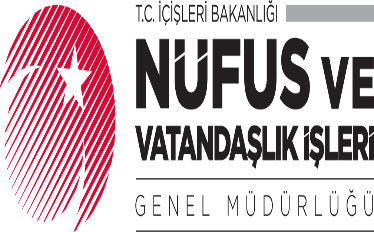 T.C. İÇİŞLERİ BAKANLIĞI
NÜFUS VE
VATANDAŞLIK İŞLERİ
GENEL MÜDÜRLÜĞÜ